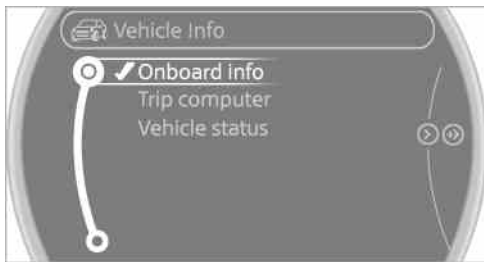 Vehicle Info
Onboard info
Trip computer
Vehicle status